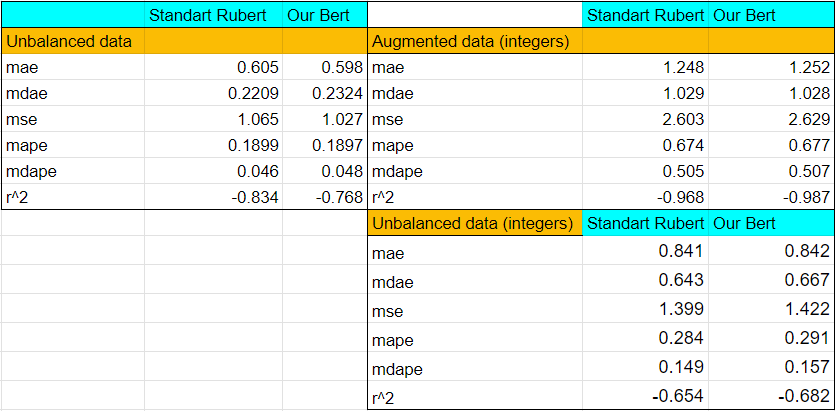 Standart Rubert Our Bert Standart Rubert Our Bert
Unbalanced data Augmented data (integers)
mae 0.605 0.598 mae 1.248 1.252
mdae 0.2209 0.2324 mdae 1.029 1.028
mse 1.065 1.027 mse 2.603 2.629
mape 0.1899 0.1897 mape 0.674 0.677
mdape 0.046 0.048 mdape 0.505 0.507
r^2 -0.834 -0.768 r^2 -0.968 -0.987
Unbalanced data (integers) Standart Rubert Our Bert
mae 0.841 0.842
mdae 0.643 0.667
mse 1.399 1.422
mape 0.284 0.291
mdape 0.149 0.157
r^2 -0.654 -0.682